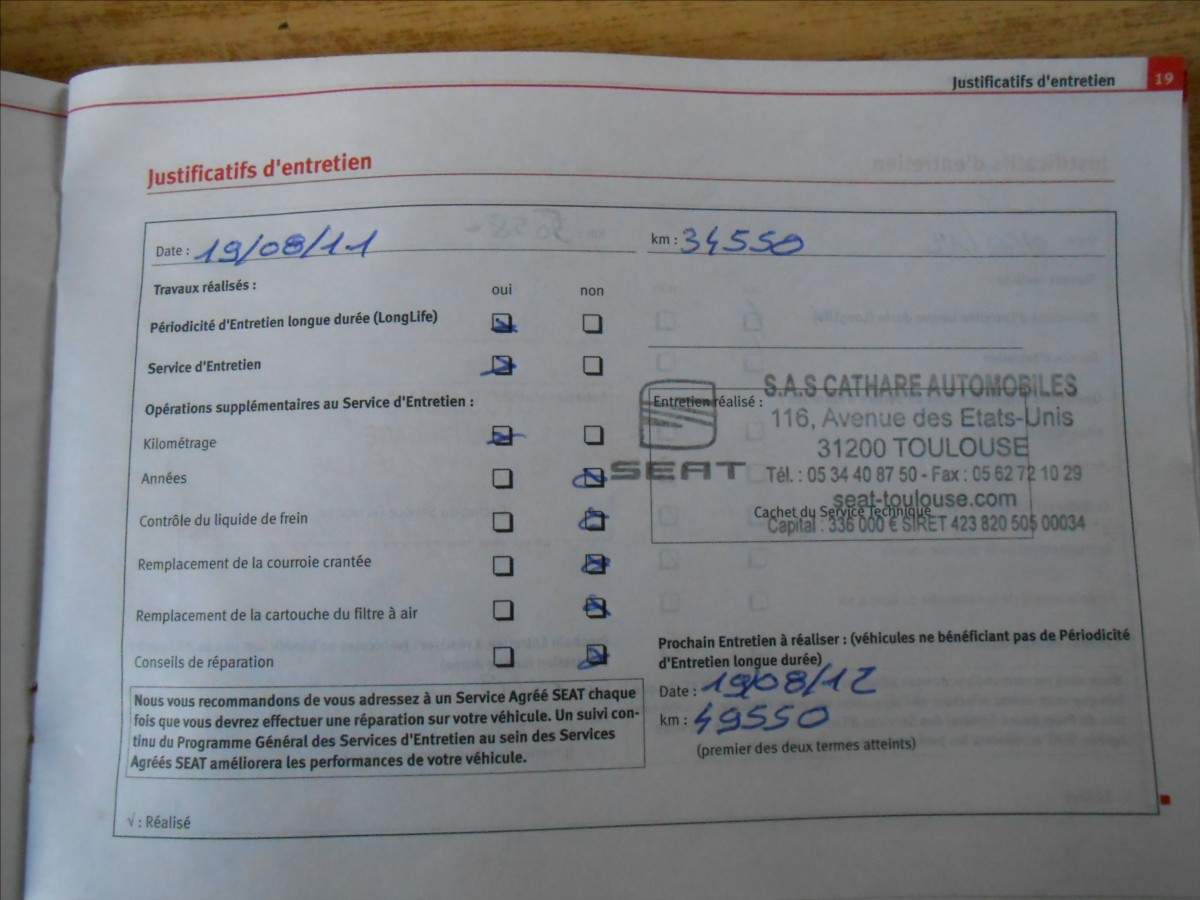 Justificatifs d'entretien 19
Justificatifs d'entretien
Date : 19/08/11 km : 34550
Travaux réalisés : oui non
Périodicité d'Entretien longue durée (LongLife)
Service d'Entretien
Opérations supplémentaires au Service d'Entretien :
Kilométrage
Années
Contrôle du liquide de frein
Remplacement de la courroie crantée
Remplacement de la cartouche du filtre à air
Conseils de réparation
Nous vous recommandons de vous adressez à un Service Agréé SEAT chaque
fois que vous devrez effectuer une réparation sur votre véhicule. Un suivi con-
tinu du Programme Général des Services d'Entretien au sein des Services
Agréés SEAT améliorera les performances de votre véhicule.
√ : Réalisé
Entretien réalisé :
SEAT
S.A.S CATHARE AUTOMOBILES
116, Avenue des Etats-Unis
31200 TOULOUSE
Tél. : 05 34 40 87 50 - Fax : 05 62 72 10 29
seat-toulouse.com
Cachet du Service Technique
Capital : 336 000 € SIRET 423 820 505 00034
Prochain Entretien à réaliser : (véhicules ne bénéficiant pas de Périodicité
d'Entretien longue durée)
Date : 19/08/12
km : 49550
(premier des deux termes atteints)